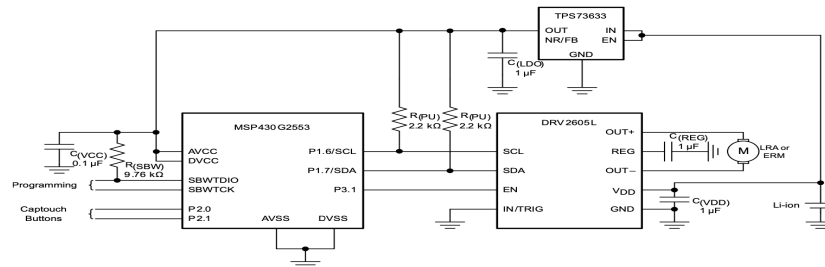 TPS73633
OUT IN
NR/FB EN
GND
C(LDO)
1 µF
R(PU)
2.2 kΩ
R(PU)
2.2 kΩ
MSP430G2553
DRV2605L
C(VCC)
0.1 µF
R(SBW)
9.76 kΩ
AVCC
DVCC
SBWTDIO
SBWTCK
P2.0
P2.1
AVSS DVSS
P1.6/SCL
P1.7/SDA
P3.1
Programming
Captouch
Buttons
SCL
SDA
EN
IN/TRIG
OUT+
REG
OUT–
VDD
GND
C(REG)
1 µF
M
LRA or
ERM
C(VDD)
1 µF
Li-ion